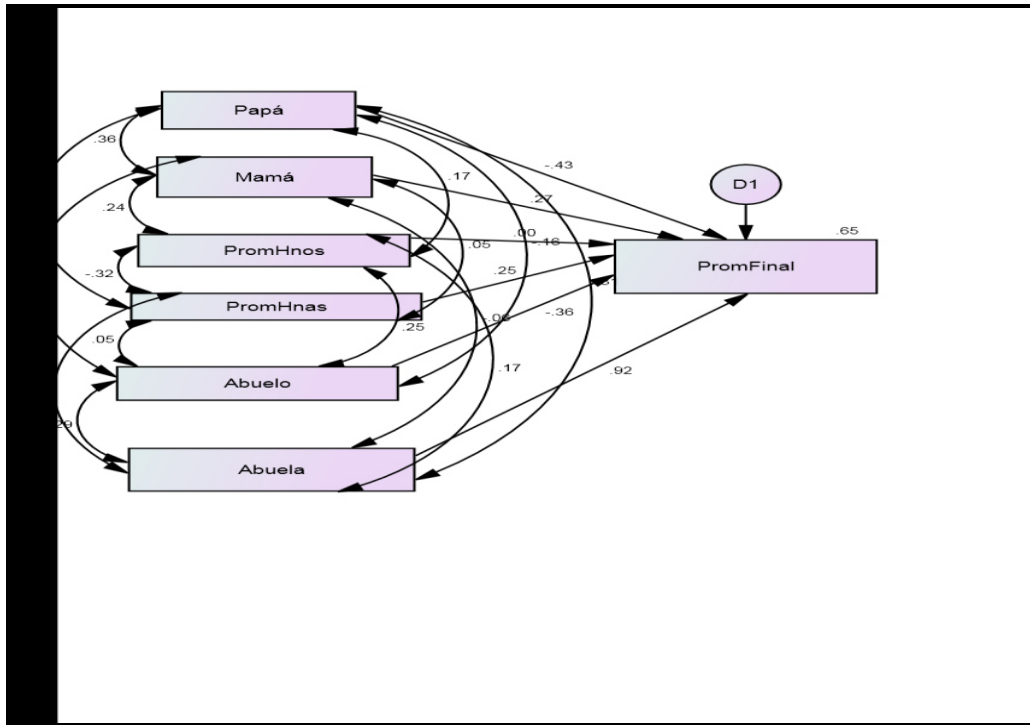 Papá
.36
-.43
Mamá
.17
D1
.27
.24
.00
.65
PromHnos
.05
-.16
PromFinal
-.32
.25
PromHnas
-.36
.25
.05
.17
.92
Abuelo
Abuela